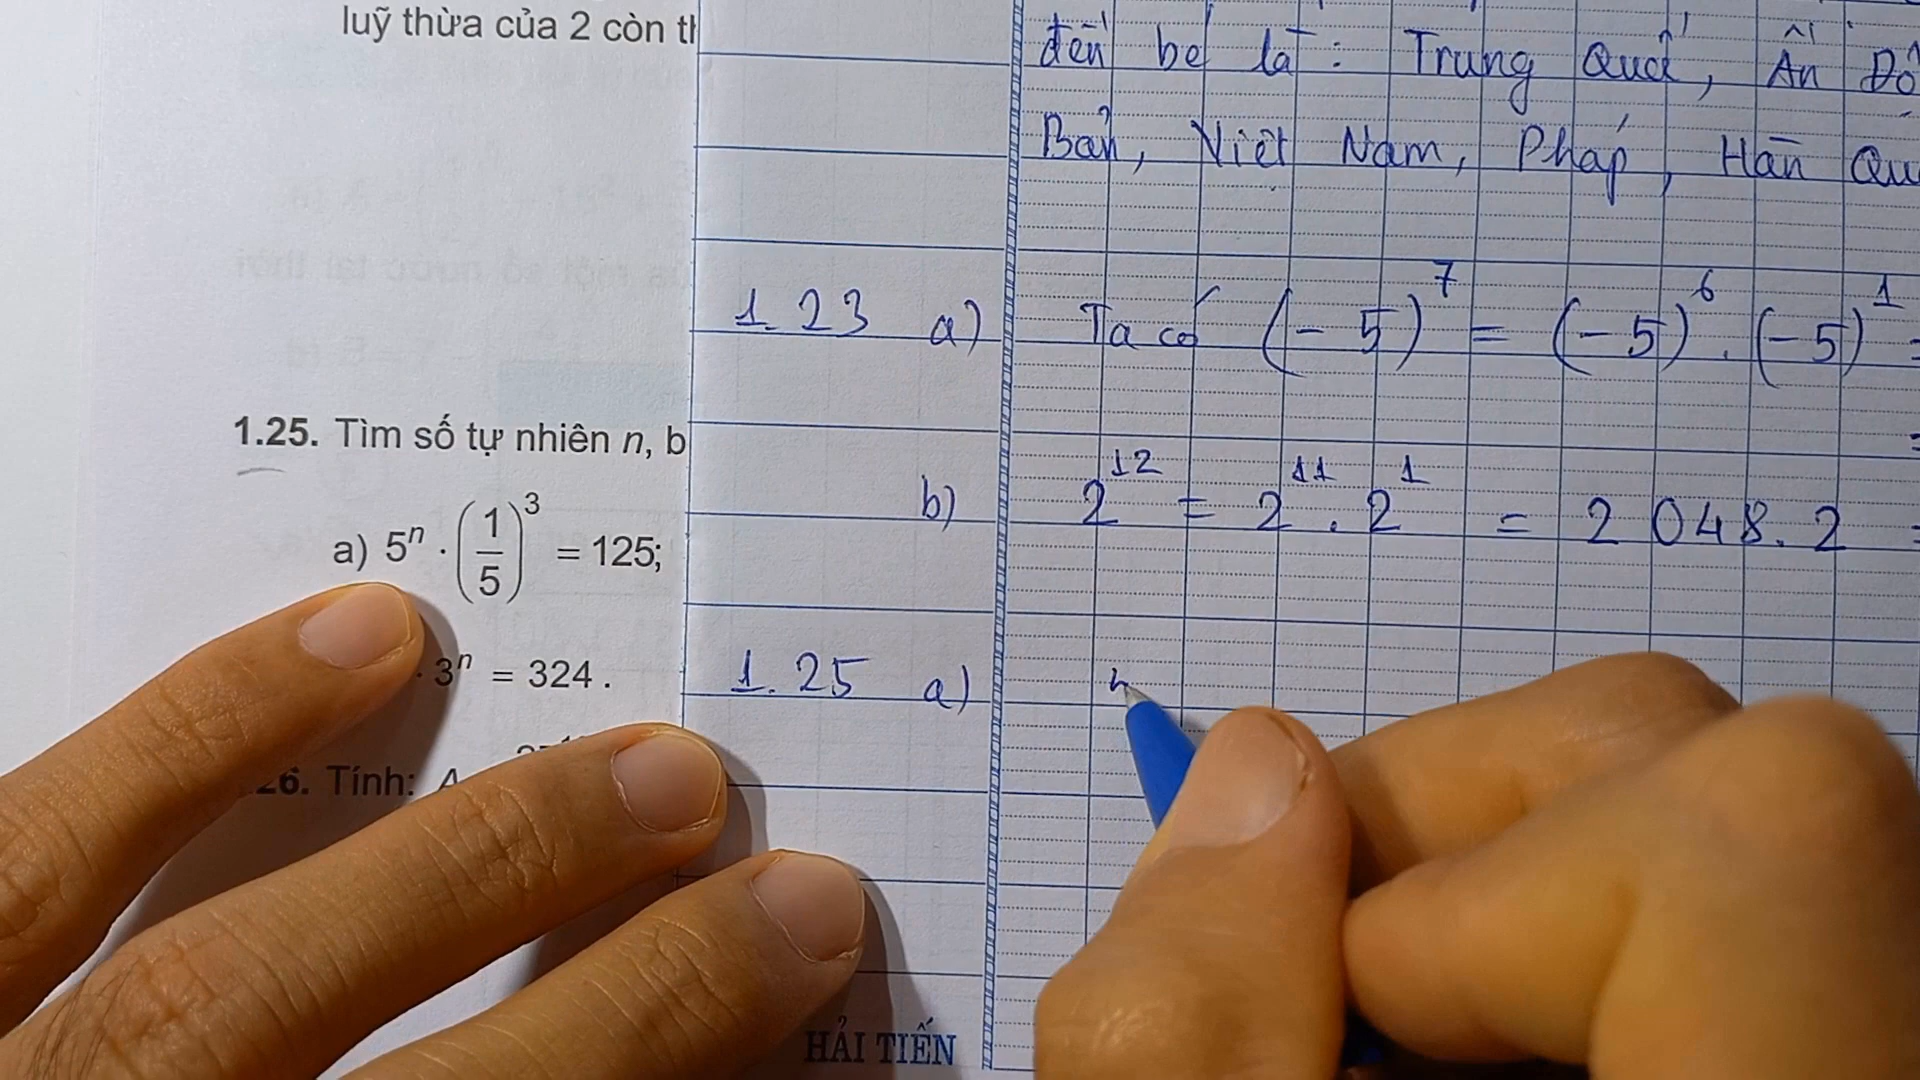 luỹ thừa của 2 còn th
1.25. Tìm số tự nhiên n, b
a) 5ⁿ · (1/5)³ = 125;
· 3ⁿ = 324 .
26. Tính: A
đến bé là : Trung Quốc, Ấn Độ
Bản, Việt Nam, Pháp, Hàn Qu
1. 23 a) Ta có (- 5)⁷ = (- 5)⁶ . (- 5)¹ =
b) 2¹² = 2¹¹ . 2¹ = 2 048 . 2 =
1. 25 a)
HẢI TIẾN